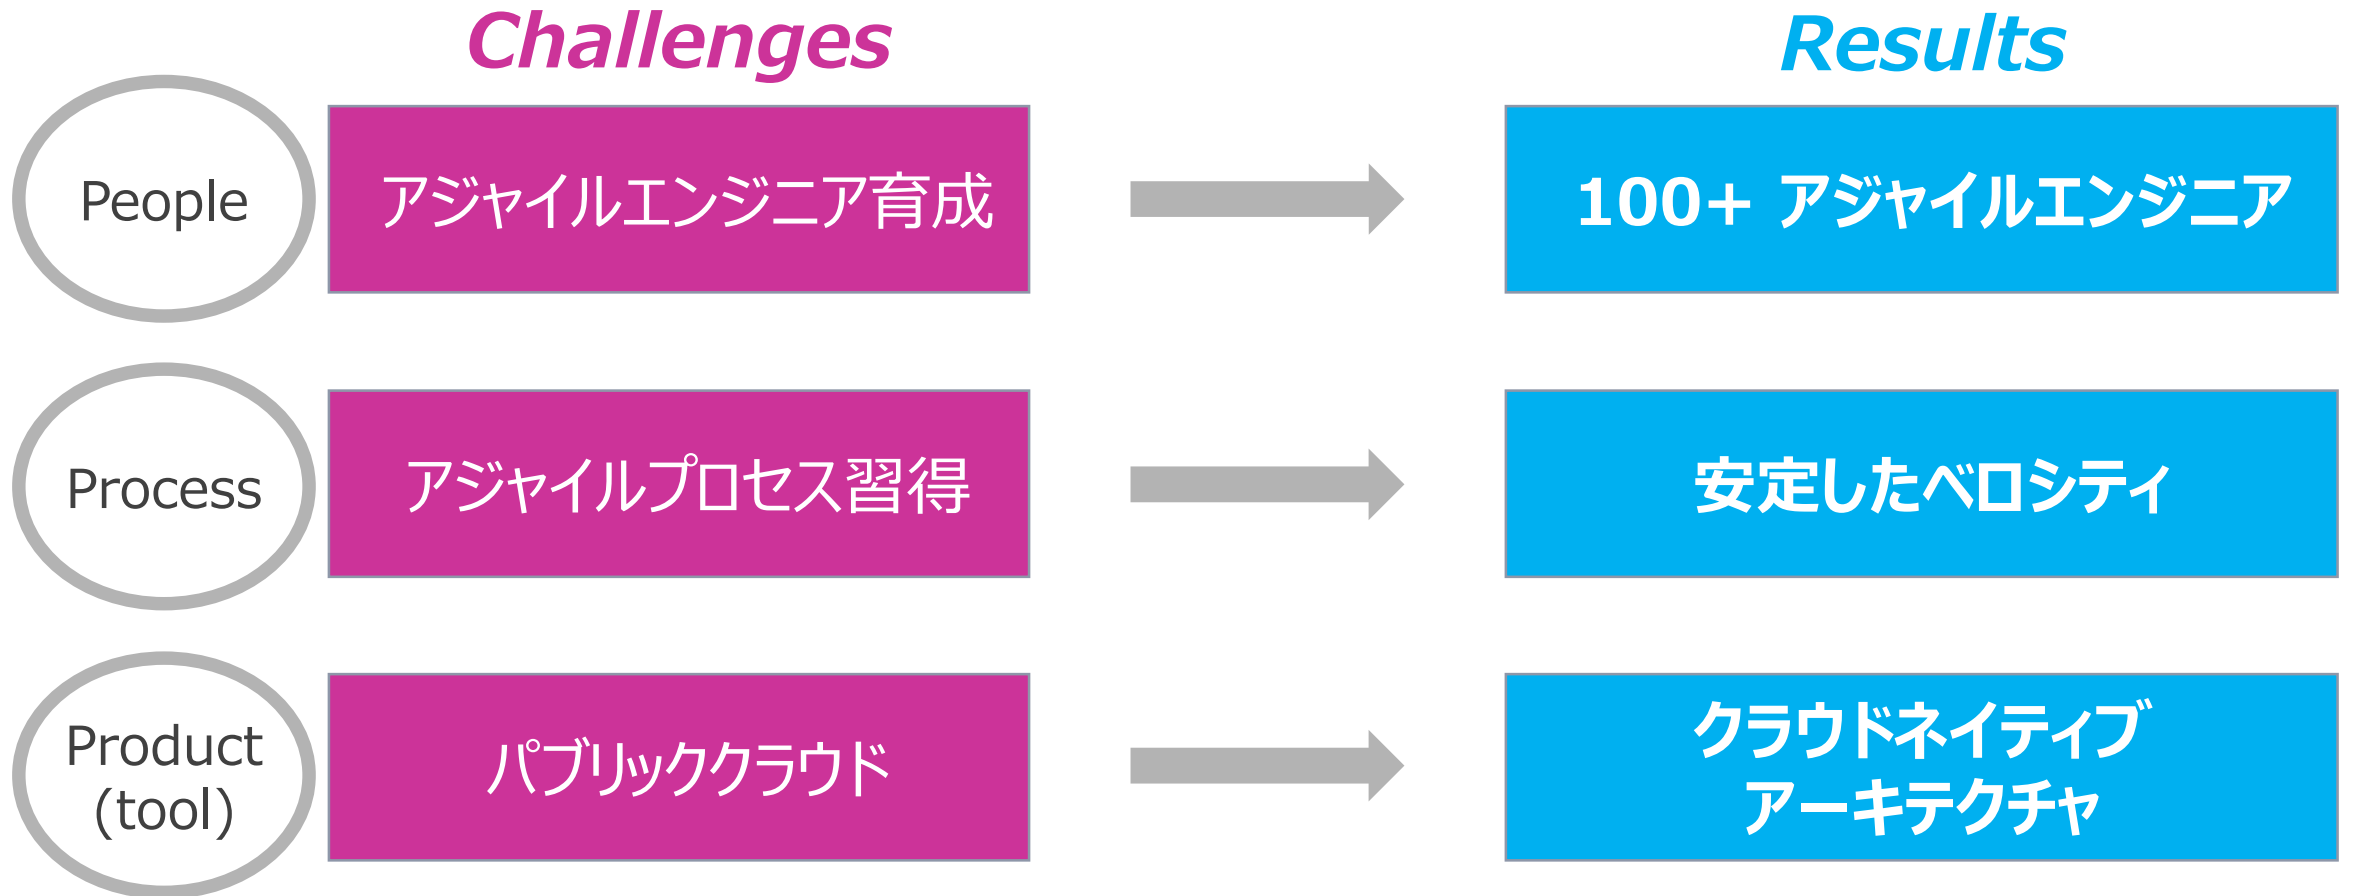 Challenges
Results
People
アジャイルエンジニア育成
100+ アジャイルエンジニア
Process
アジャイルプロセス習得
安定したベロシティ
Product
(tool)
パブリッククラウド
クラウドネイティブ
アーキテクチャ